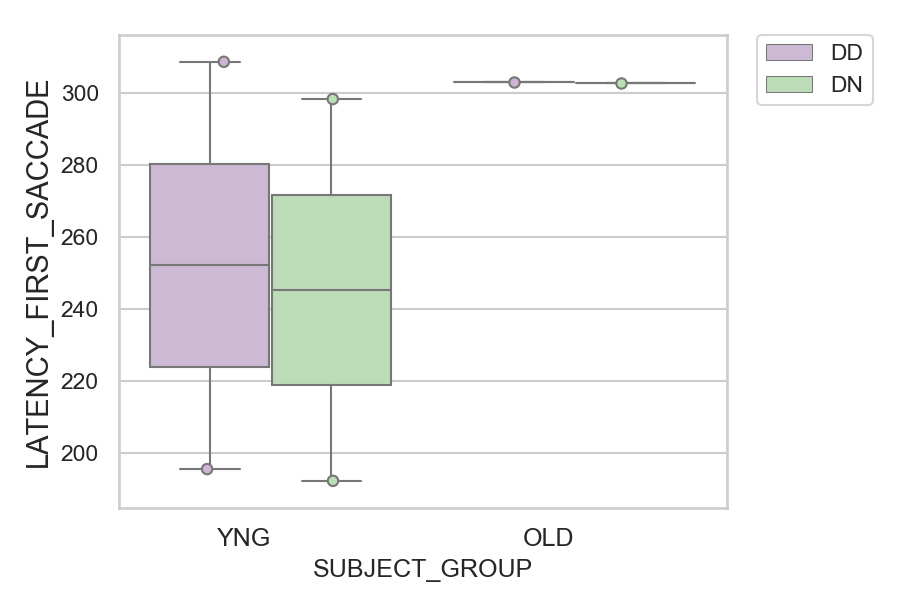 DD
DN
LATENCY_FIRST_SACCADE
300
280
260
240
220
200
YNG
OLD
SUBJECT_GROUP